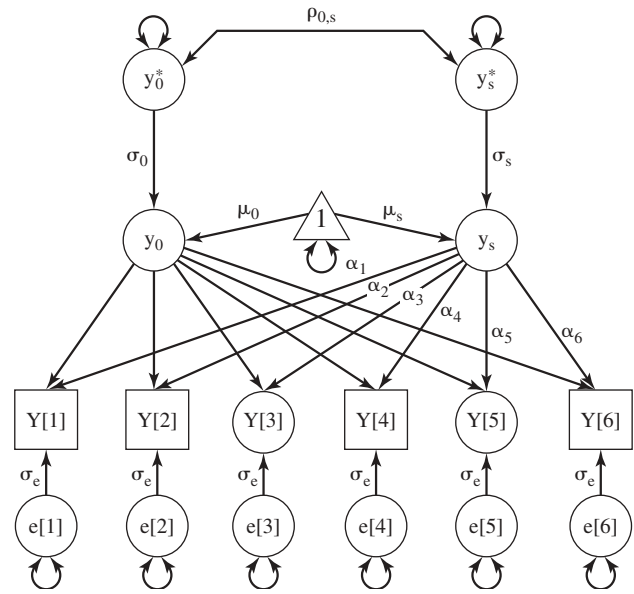 ρ0,s
y0* ys*
σ0 σs
μ0 1 μs
y0 ys
α1 α2 α3 α4 α5 α6
Y[1] Y[2] Y[3] Y[4] Y[5] Y[6]
σe σe σe σe σe σe
e[1] e[2] e[3] e[4] e[5] e[6]